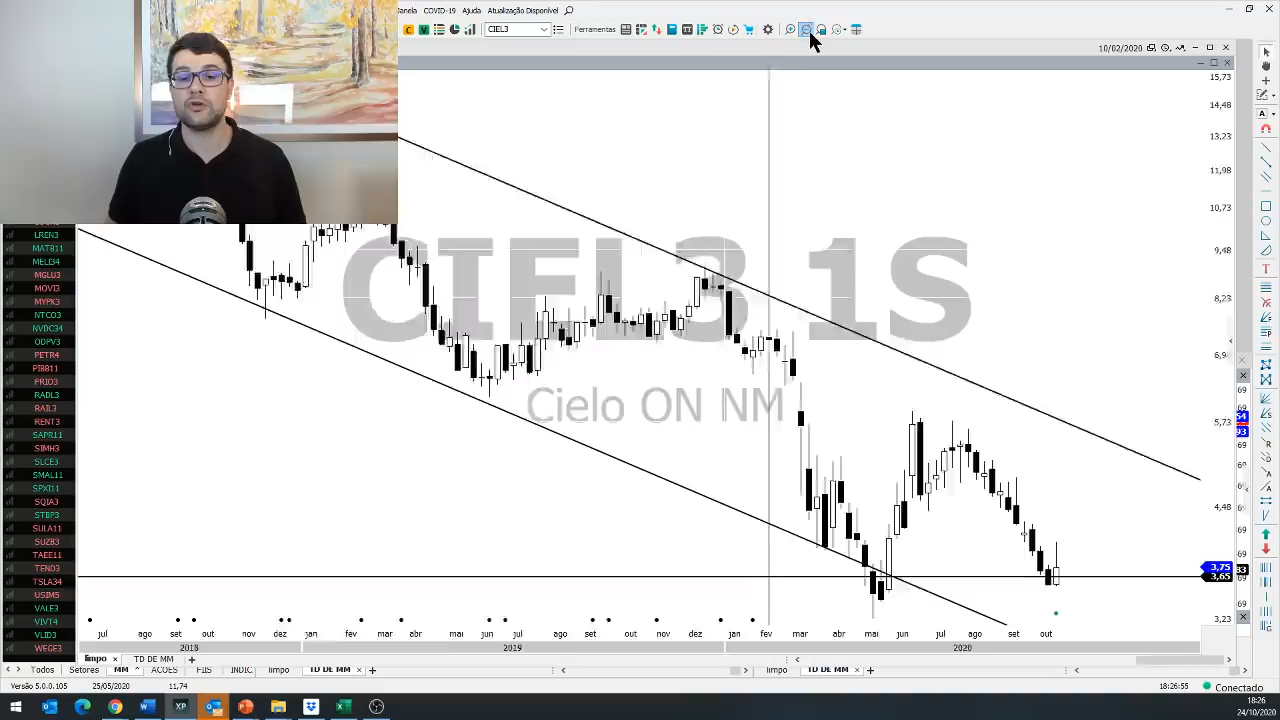 tela COVID-19 Ajuda Atualização Disponível
C V CIEL3 Ferramentas
10/02/2020
CIEL3 1S
Cielo ON NM
15,73
14,48
13,23
11,98
10,73
9,48
8,23
5,73
4,48
3,75
3,65
3,23
LREN3
MATB11
MELI34
MGLU3
MOVI3
MYPK3
NTCO3
NVDC34
ODPV3
PETR4
PIBB11
PRIO3
RADL3
RAIL3
RENT3
SAPR11
SIMH3
SLCE3
SMAL11
SPXI11
SQIA3
STBP3
SULA11
SUZB3
TAEE11
TEND3
TSLA34
USIM5
VALE3
VIVT4
VLID3
WEGE3
jul ago set out nov dez jan fev mar abr mai jun jul ago set out nov dez jan fev mar abr mai jun jul ago set out
2018 2019 2020
limpo TD DE MM +
Todos Setores MM AÇOES FIIS INDIC limpo TD DE MM × + limpo TD DE MM × +
Versão 5.0.0.105 25/05/2020 11,74 18:26:55 Conectado
18:26
24/10/2020